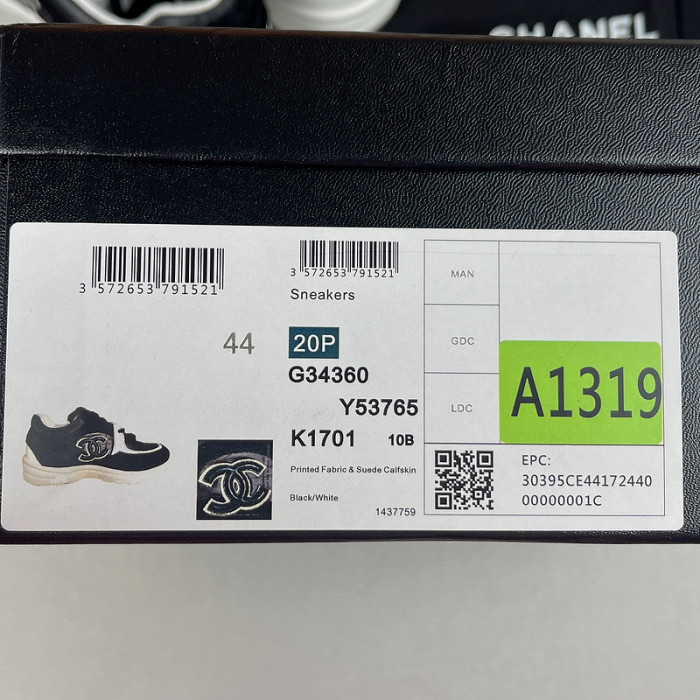 CHANEL
3 572653 791521
3 572653 791521
Sneakers
44
20P
G34360
Y53765
K1701 10B
Printed Fabric & Suede Calfskin
Black/White
1437759
MAN
GDC
LDC
A1319
EPC:
30395CE44172440
00000001C